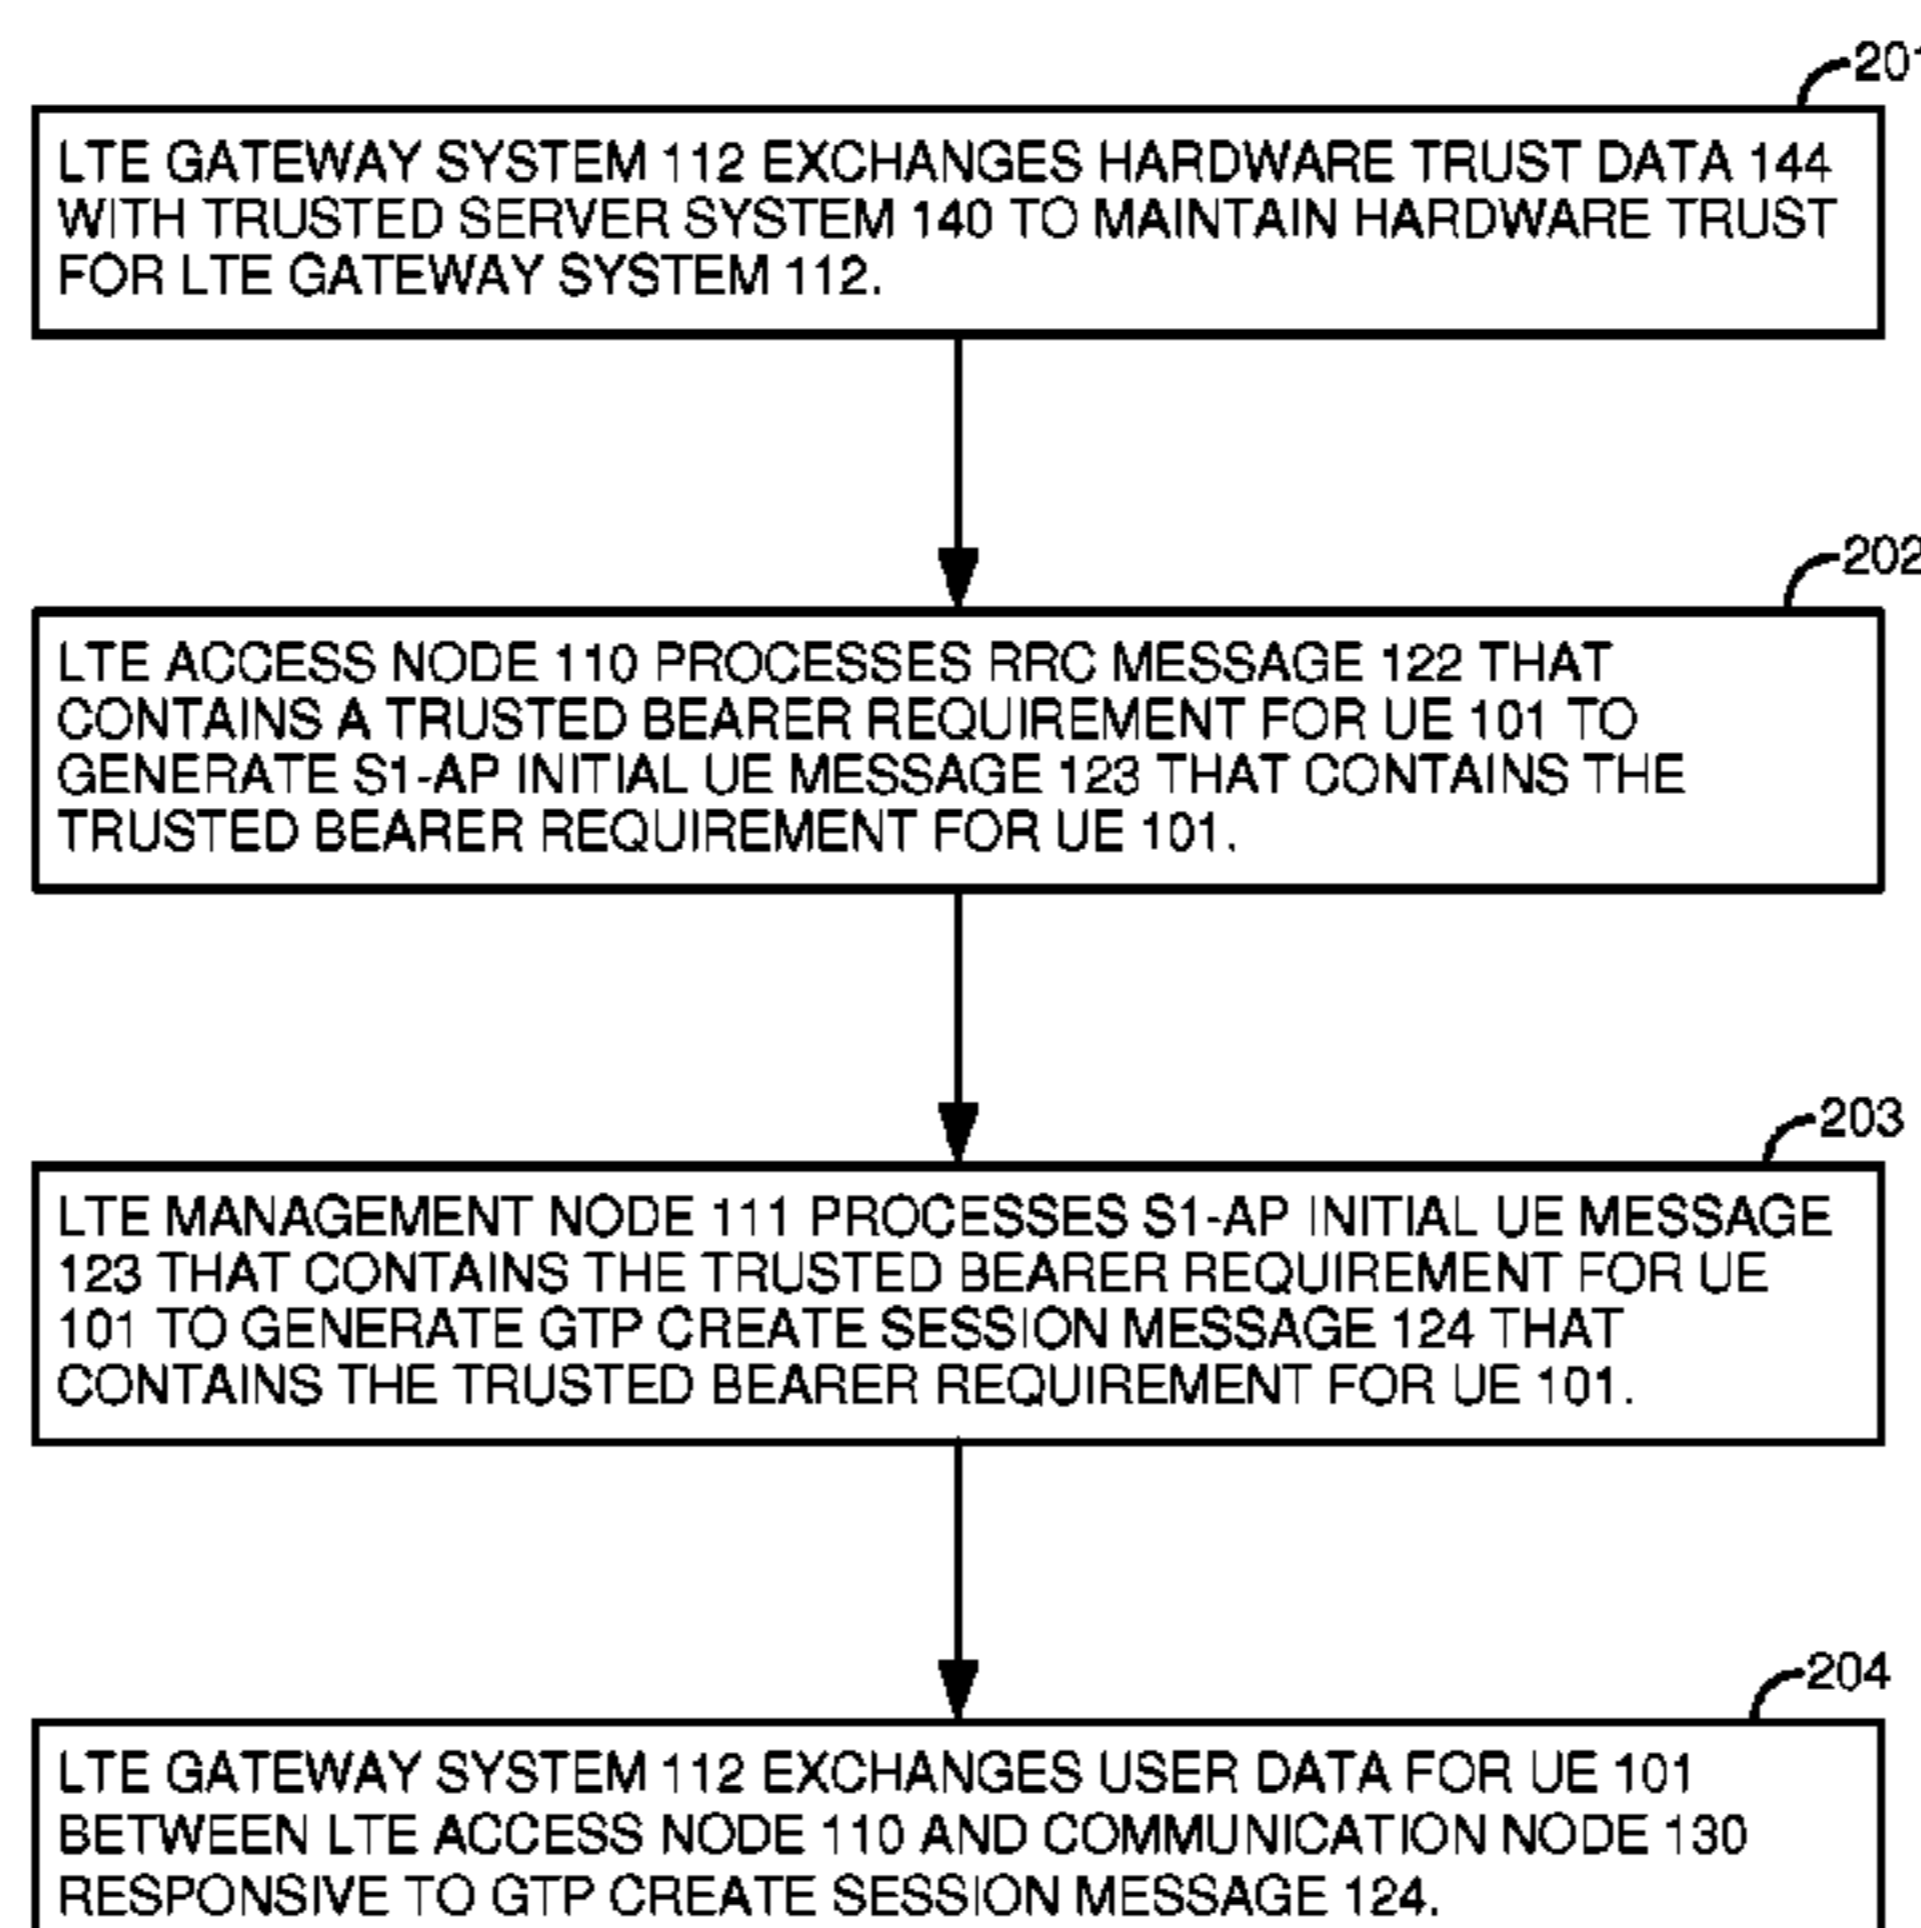 201
LTE GATEWAY SYSTEM 112 EXCHANGES HARDWARE TRUST DATA 144
WITH TRUSTED SERVER SYSTEM 140 TO MAINTAIN HARDWARE TRUST
FOR LTE GATEWAY SYSTEM 112.
202
LTE ACCESS NODE 110 PROCESSES RRC MESSAGE 122 THAT
CONTAINS A TRUSTED BEARER REQUIREMENT FOR UE 101 TO
GENERATE S1-AP INITIAL UE MESSAGE 123 THAT CONTAINS THE
TRUSTED BEARER REQUIREMENT FOR UE 101.
203
LTE MANAGEMENT NODE 111 PROCESSES S1-AP INITIAL UE MESSAGE
123 THAT CONTAINS THE TRUSTED BEARER REQUIREMENT FOR UE
101 TO GENERATE GTP CREATE SESSION MESSAGE 124 THAT
CONTAINS THE TRUSTED BEARER REQUIREMENT FOR UE 101.
204
LTE GATEWAY SYSTEM 112 EXCHANGES USER DATA FOR UE 101
BETWEEN LTE ACCESS NODE 110 AND COMMUNICATION NODE 130
RESPONSIVE TO GTP CREATE SESSION MESSAGE 124.